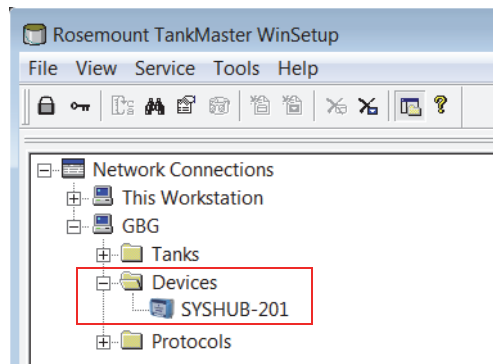 Rosemount TankMaster WinSetup
File View Service Tools Help
Network Connections
This Workstation
GBG
Tanks
Devices
SYSHUB-201
Protocols